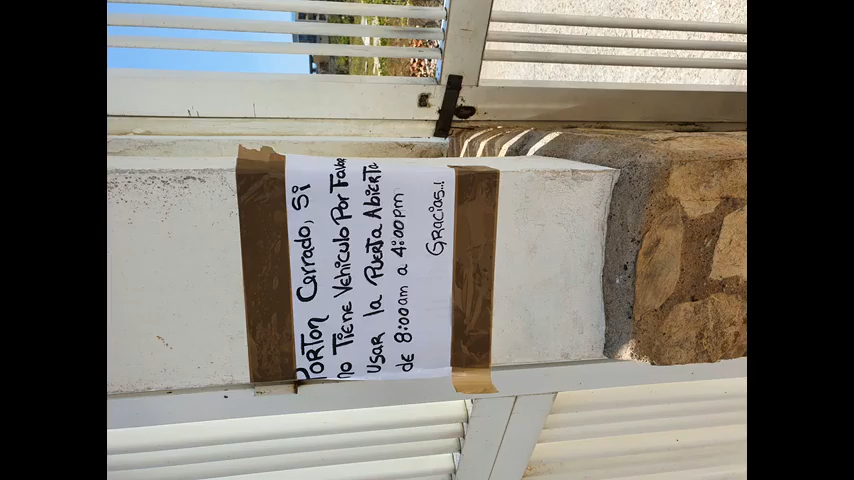 PORTON Cerrado, Si
no Tiene Vehiculo Por Favor
usar la Puerta Abierta
de 8:00am a 4:00pm
Gracias..!